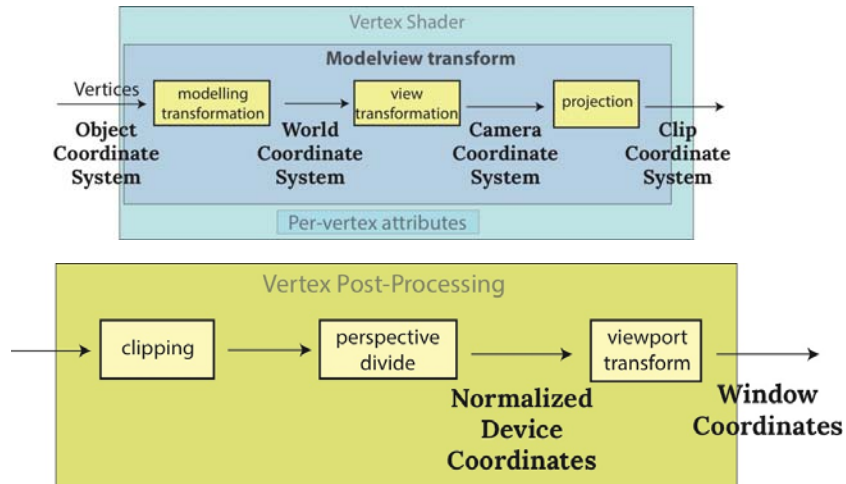 Vertex Shader
Modelview transform
Vertices
modelling
transformation
view
transformation
projection
Object
Coordinate
System
World
Coordinate
System
Camera
Coordinate
System
Clip
Coordinate
System
Per-vertex attributes
Vertex Post-Processing
clipping
perspective
divide
viewport
transform
Normalized
Device
Coordinates
Window
Coordinates